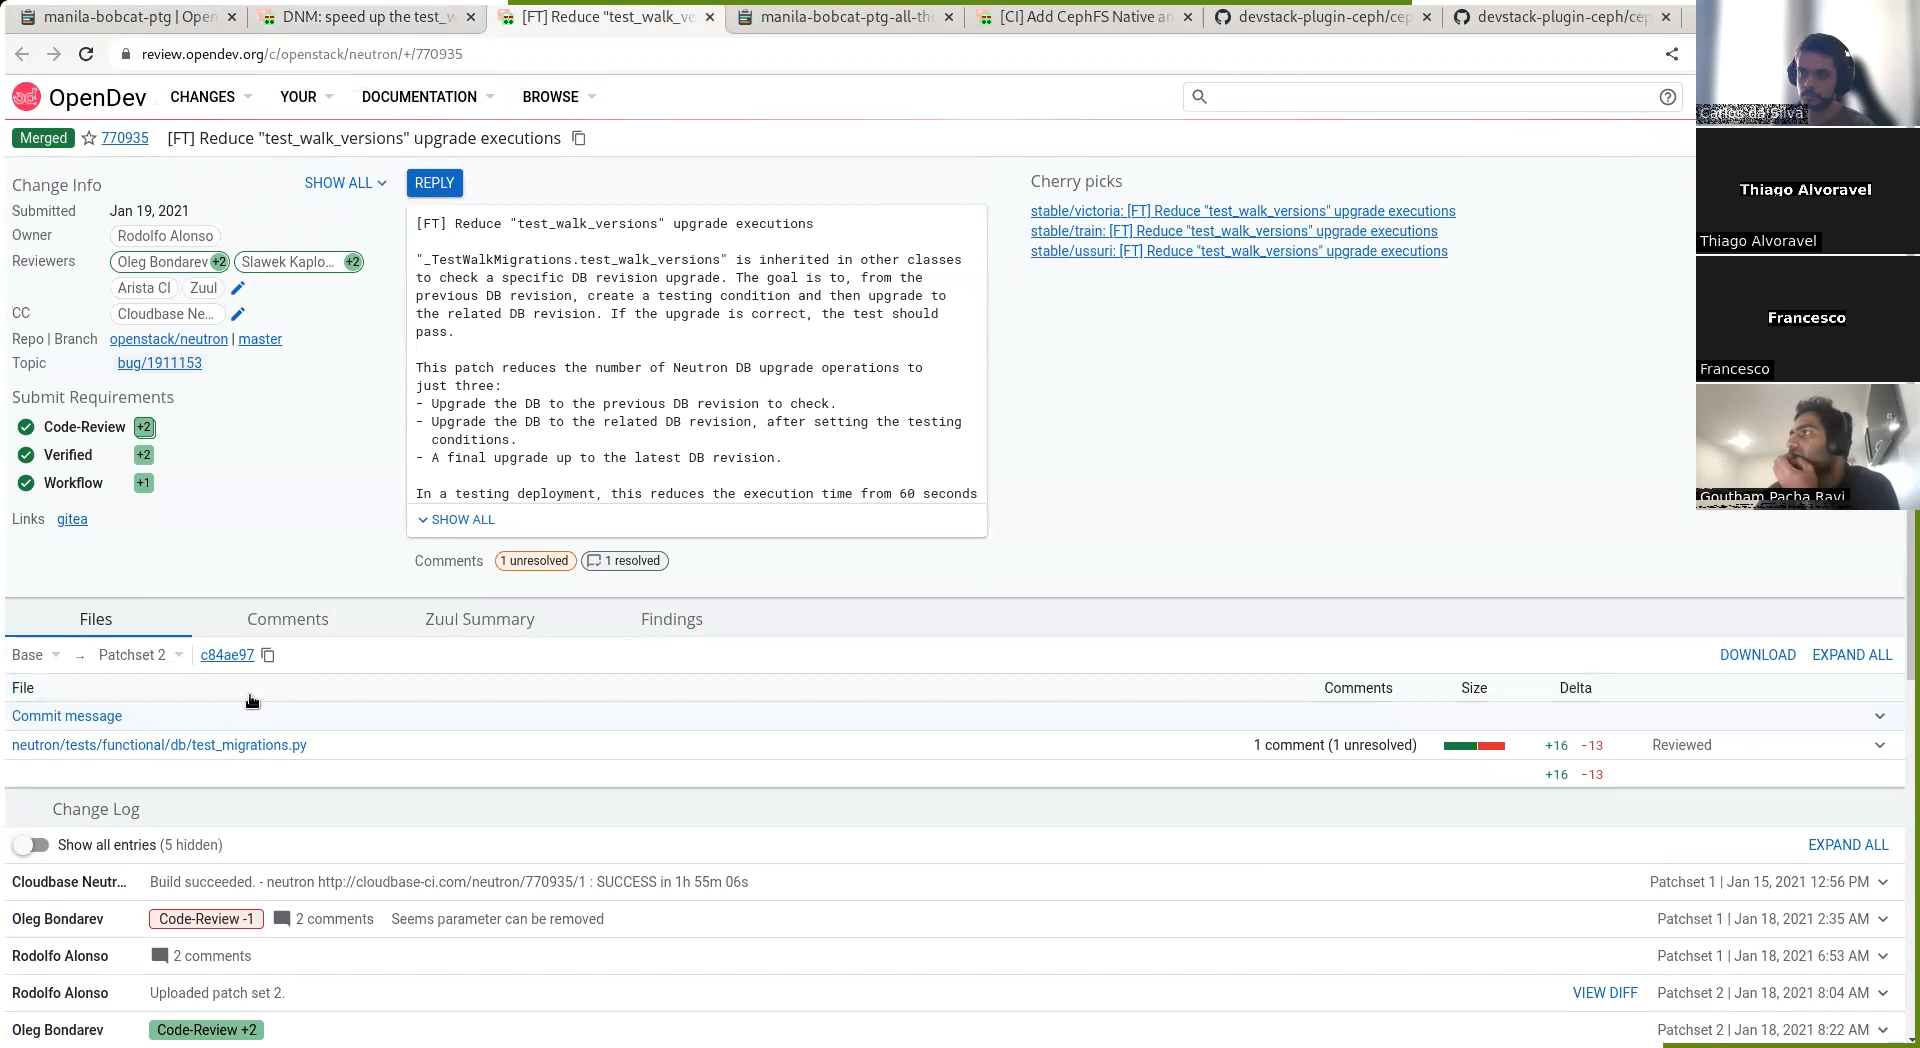 manila-bobcat-ptg | Open
DNM: speed up the test_w
[FT] Reduce "test_walk_ve
manila-bobcat-ptg-all-thi
[CI] Add CephFS Native an
devstack-plugin-ceph/cep
devstack-plugin-ceph/cep
review.opendev.org/c/openstack/neutron/+/770935
OpenDev
CHANGES
YOUR
DOCUMENTATION
BROWSE
Merged
770935
[FT] Reduce "test_walk_versions" upgrade executions
Change Info
SHOW ALL
Submitted Jan 19, 2021
Owner Rodolfo Alonso
Reviewers Oleg Bondarev +2 Slawek Kaplo... +2
Arista CI Zuul
CC Cloudbase Ne...
Repo | Branch openstack/neutron | master
Topic bug/1911153
Submit Requirements
Code-Review +2
Verified +2
Workflow +1
Links gitea
REPLY
[FT] Reduce "test_walk_versions" upgrade executions
"_TestWalkMigrations.test_walk_versions" is inherited in other classes
to check a specific DB revision upgrade. The goal is to, from the
previous DB revision, create a testing condition and then upgrade to
the related DB revision. If the upgrade is correct, the test should
pass.
This patch reduces the number of Neutron DB upgrade operations to
just three:
- Upgrade the DB to the previous DB revision to check.
- Upgrade the DB to the related DB revision, after setting the testing
conditions.
- A final upgrade up to the latest DB revision.
In a testing deployment, this reduces the execution time from 60 seconds
SHOW ALL
Comments 1 unresolved 1 resolved
Cherry picks
stable/victoria: [FT] Reduce "test_walk_versions" upgrade executions
stable/train: [FT] Reduce "test_walk_versions" upgrade executions
stable/ussuri: [FT] Reduce "test_walk_versions" upgrade executions
Carlos da Silva
Thiago Alvoravel
Thiago Alvoravel
Francesco
Francesco
Goutham Pacha Ravi
Files Comments Zuul Summary Findings
Base → Patchset 2 c84ae97 DOWNLOAD EXPAND ALL
File Comments Size Delta
Commit message
neutron/tests/functional/db/test_migrations.py 1 comment (1 unresolved) +16 -13 Reviewed
+16 -13
Change Log
Show all entries (5 hidden) EXPAND ALL
Cloudbase Neutr... Build succeeded. - neutron http://cloudbase-ci.com/neutron/770935/1 : SUCCESS in 1h 55m 06s Patchset 1 | Jan 15, 2021 12:56 PM
Oleg Bondarev Code-Review -1 2 comments Seems parameter can be removed Patchset 1 | Jan 18, 2021 2:35 AM
Rodolfo Alonso 2 comments Patchset 1 | Jan 18, 2021 6:53 AM
Rodolfo Alonso Uploaded patch set 2. VIEW DIFF Patchset 2 | Jan 18, 2021 8:04 AM
Oleg Bondarev Code-Review +2 Patchset 2 | Jan 18, 2021 8:22 AM